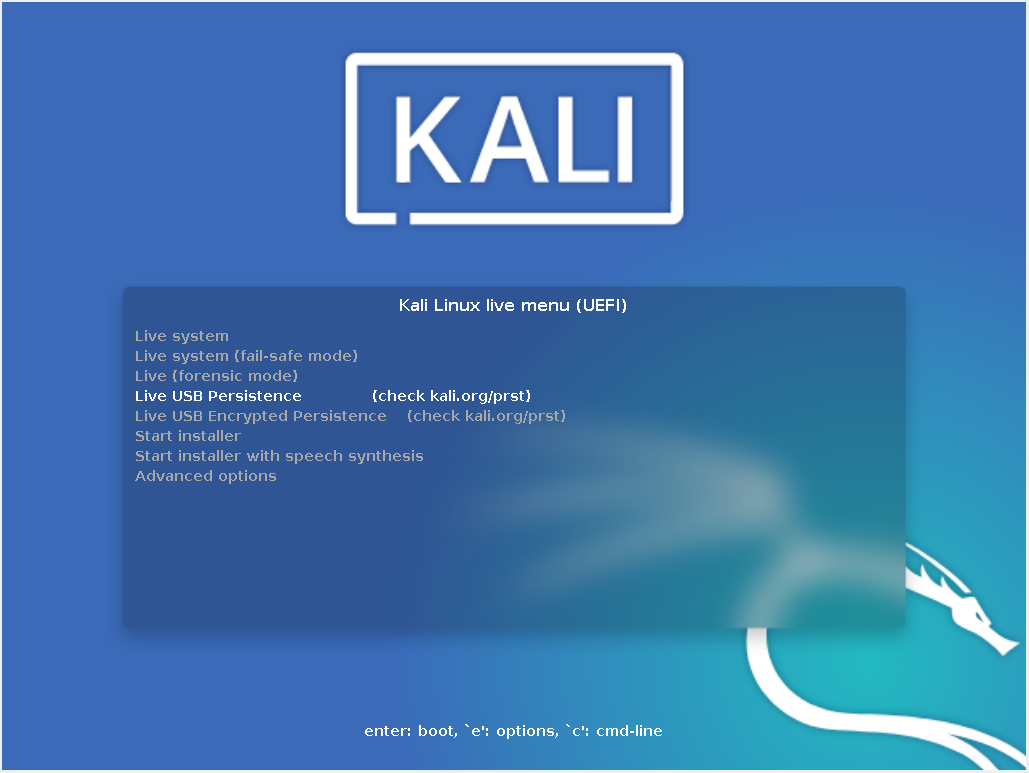 KALI
Kali Linux live menu (UEFI)
Live system
Live system (fail-safe mode)
Live (forensic mode)
Live USB Persistence (check kali.org/prst)
Live USB Encrypted Persistence (check kali.org/prst)
Start installer
Start installer with speech synthesis
Advanced options
enter: boot, `e': options, `c': cmd-line